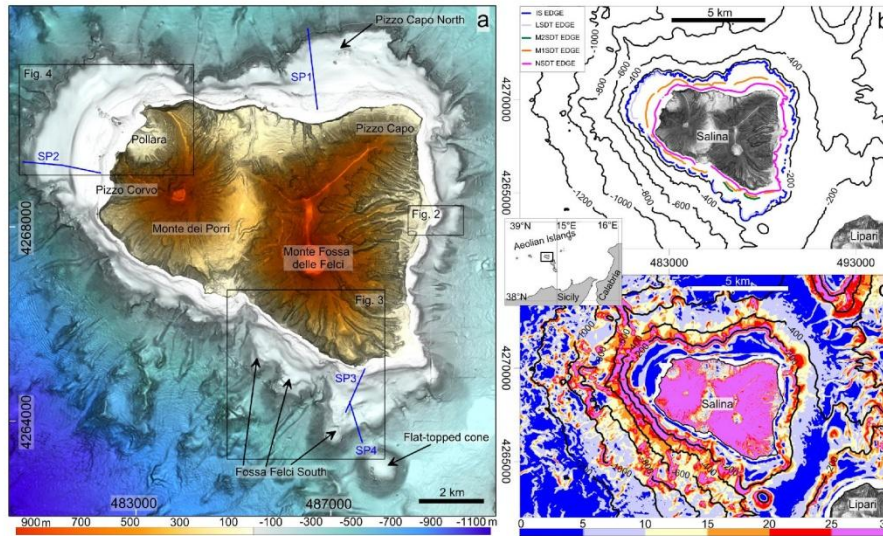 a
Pizzo Capo North
Fig. 4
SP1
Pollara
Pizzo Capo
SP2
Pizzo Corvo
Fig. 2
Monte dei Porri
Monte Fossa
delle Felci
Fig. 3
SP3
SP4
Flat-topped cone
Fossa Felci South
4268000
4264000
483000
487000
2 km
900 m 700 500 300 100 -100 -300 -500 -700 -900 -1100 m
b
IS EDGE
LSDT EDGE
M2SDT EDGE
M1SDT EDGE
NSDT EDGE
5 km
-1000
-800
-600
-400
-400
Salina
-200
-200
-400
-600
-800
-1000
-1200
Lipari
4270000
4265000
483000
493000
39°N
15°E
16°E
Aeolian Islands
38°N
Sicily
Calabria
5 km
-400
Salina
-600
Lipari
4270000
4265000
0 5 10 15 20 25